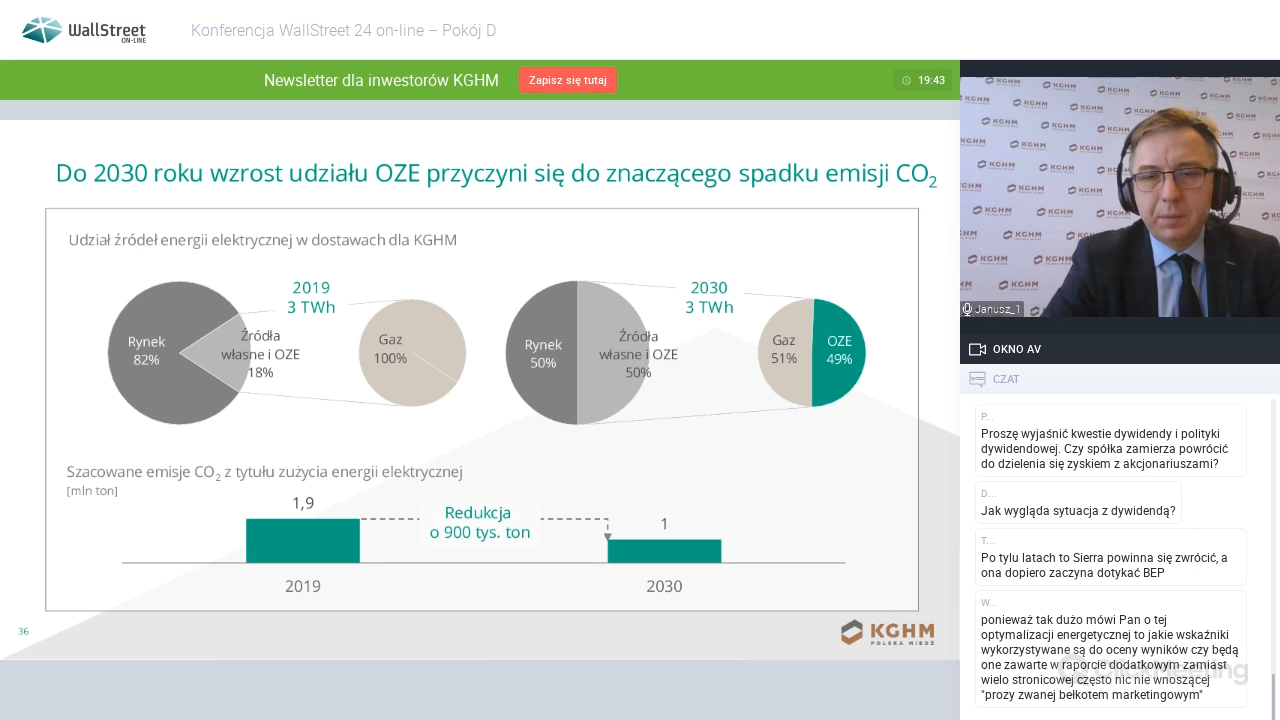 WallStreet
ON-LINE
Konferencja WallStreet 24 on-line – Pokój D
Newsletter dla inwestorów KGHM
Zapisz się tutaj
19:43
Do 2030 roku wzrost udziału OZE przyczyni się do znaczącego spadku emisji CO2
Udział źródeł energii elektrycznej w dostawach dla KGHM
2019
3 TWh
Rynek
82%
Źródła
własne i OZE
18%
Gaz
100%
2030
3 TWh
Rynek
50%
Źródła
własne i OZE
50%
Gaz
51%
OZE
49%
Szacowane emisje CO2 z tytułu zużycia energii elektrycznej
[mln ton]
1,9
Redukcja
o 900 tys. ton
1
2019
2030
36
KGHM
POLSKA MIEDŹ
Janusz_1
OKNO AV
CZAT
P...
Proszę wyjaśnić kwestie dywidendy i polityki
dywidendowej. Czy spółka zamierza powrócić
do dzielenia się zyskiem z akcjonariuszami?
D...
Jak wygląda sytuacja z dywidendą?
T...
Po tylu latach to Sierra powinna się zwrócić, a
ona dopiero zaczyna dotykać BEP
W...
ponieważ tak dużo mówi Pan o tej
optymalizacji energetycznej to jakie wskaźniki
wykorzystywane są do oceny wyników czy będą
one zawarte w raporcie dodatkowym zamiast
wielo stronicowej często nic nie wnoszącej
"prozy zwanej bełkotem marketingowym"
ClickMeeting